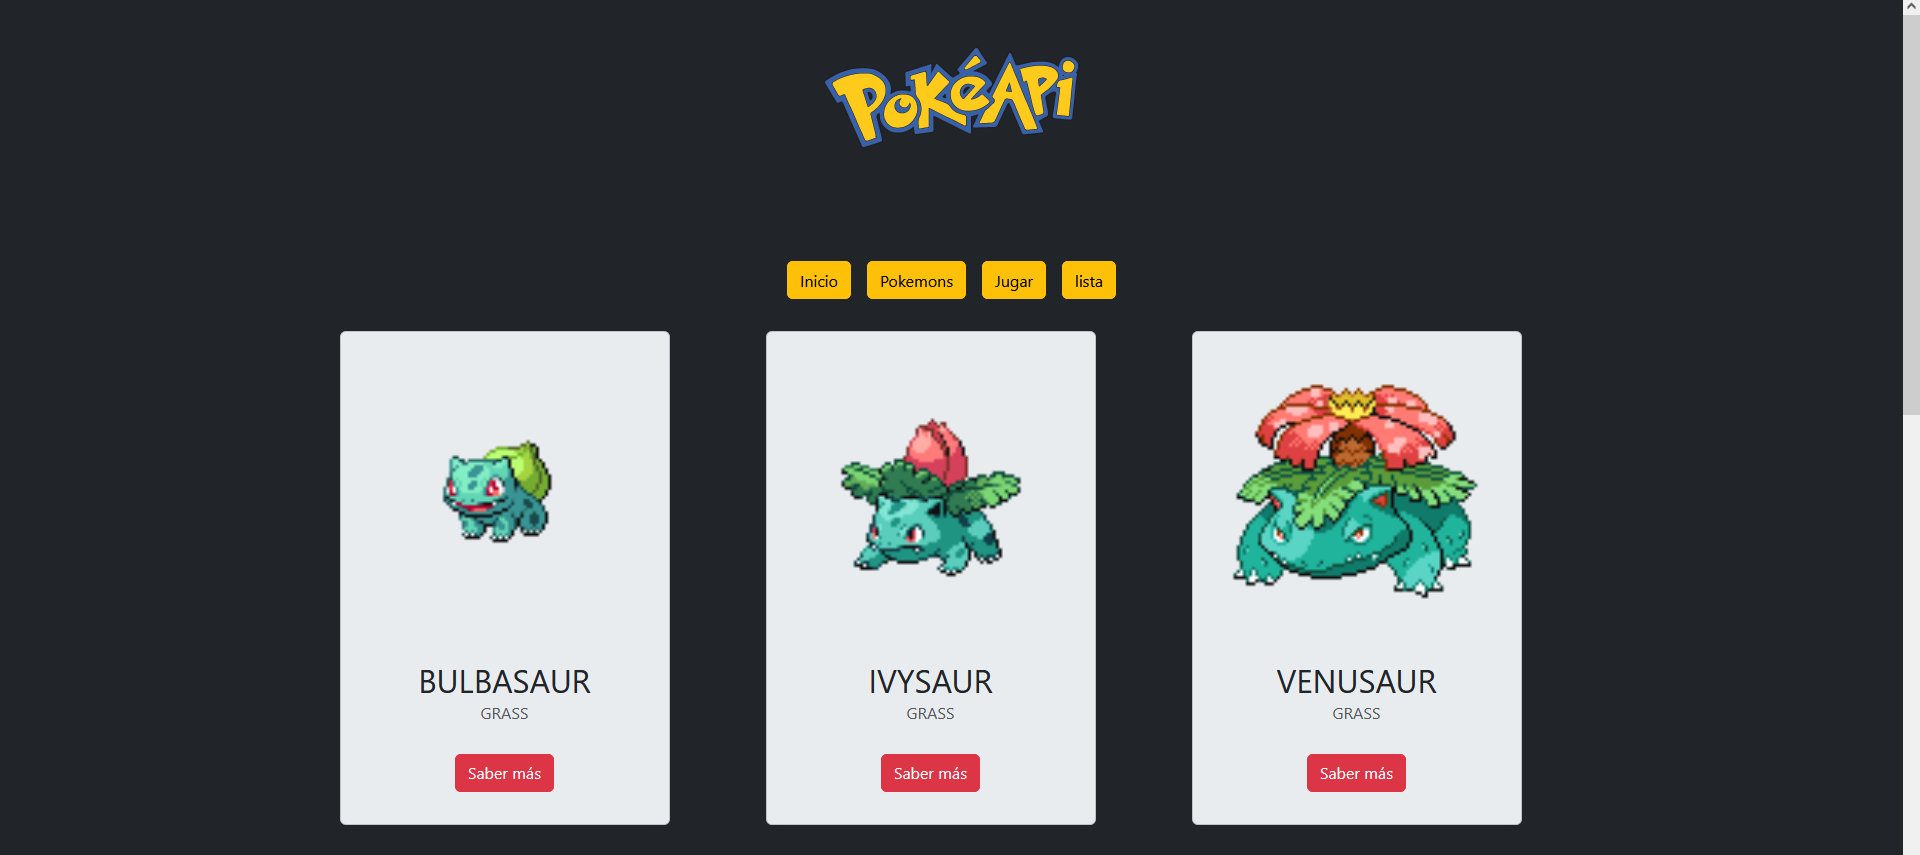 PokéAPi
Inicio Pokemons Jugar lista
BULBASAUR
GRASS
Saber más
IVYSAUR
GRASS
Saber más
VENUSAUR
GRASS
Saber más